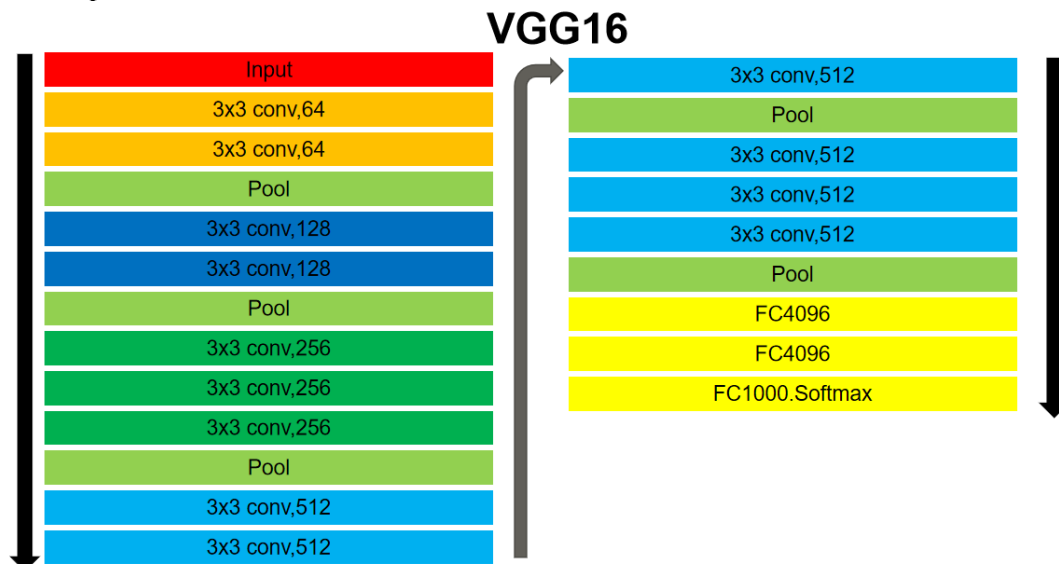 VGG16
Input
3x3 conv,64
3x3 conv,64
Pool
3x3 conv,128
3x3 conv,128
Pool
3x3 conv,256
3x3 conv,256
3x3 conv,256
Pool
3x3 conv,512
3x3 conv,512
3x3 conv,512
Pool
3x3 conv,512
3x3 conv,512
3x3 conv,512
Pool
FC4096
FC4096
FC1000.Softmax